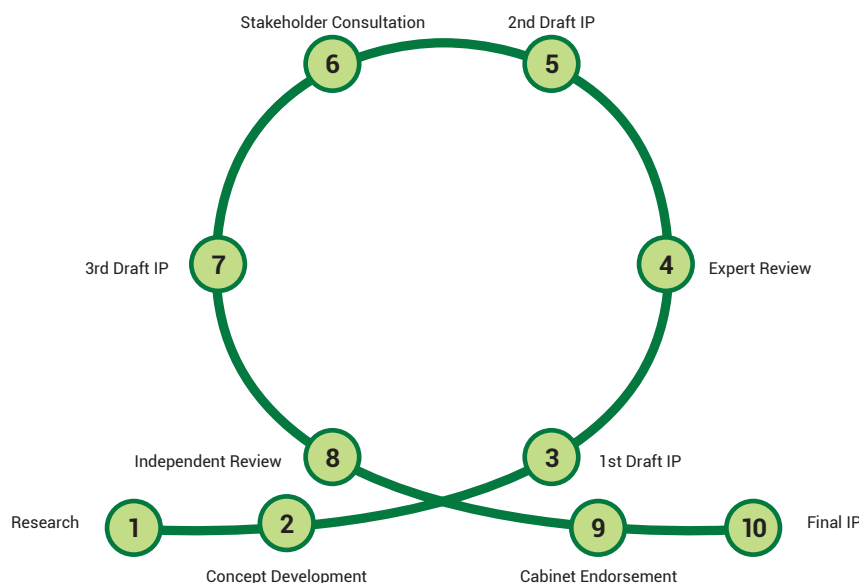 Stakeholder Consultation
2nd Draft IP
6
5
3rd Draft IP
7
4
Expert Review
Independent Review
8
3
1st Draft IP
Research
1
2
9
10
Final IP
Concept Development
Cabinet Endorsement